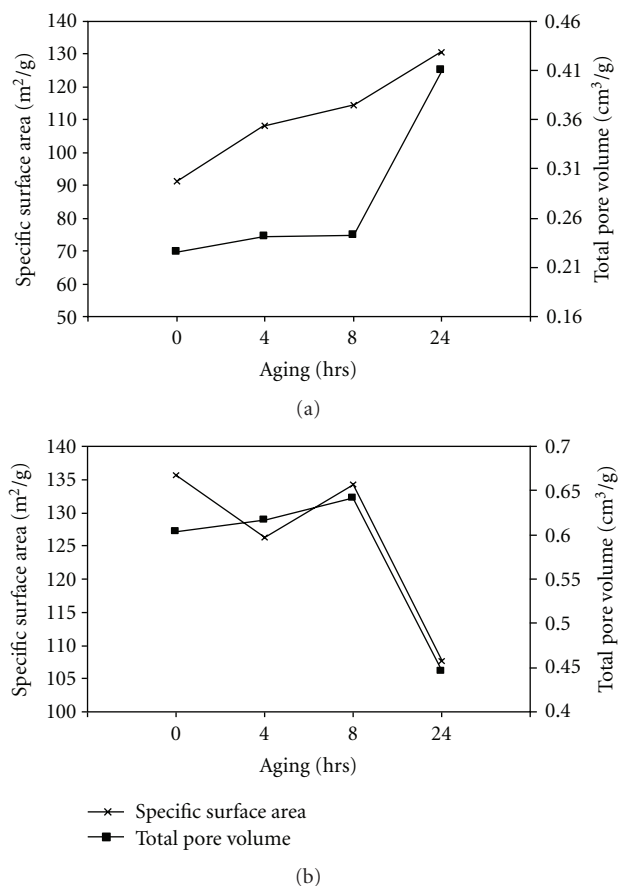 140
130
120
110
100
90
80
70
60
50
Specific surface area (m²/g)
0.46
0.41
0.36
0.31
0.26
0.21
0.16
Total pore volume (cm³/g)
0 4 8 24
Aging (hrs)
(a)
140
135
130
125
120
115
110
105
100
Specific surface area (m²/g)
0.7
0.65
0.6
0.55
0.5
0.45
0.4
Total pore volume (cm³/g)
0 4 8 24
Aging (hrs)
Specific surface area
Total pore volume
(b)